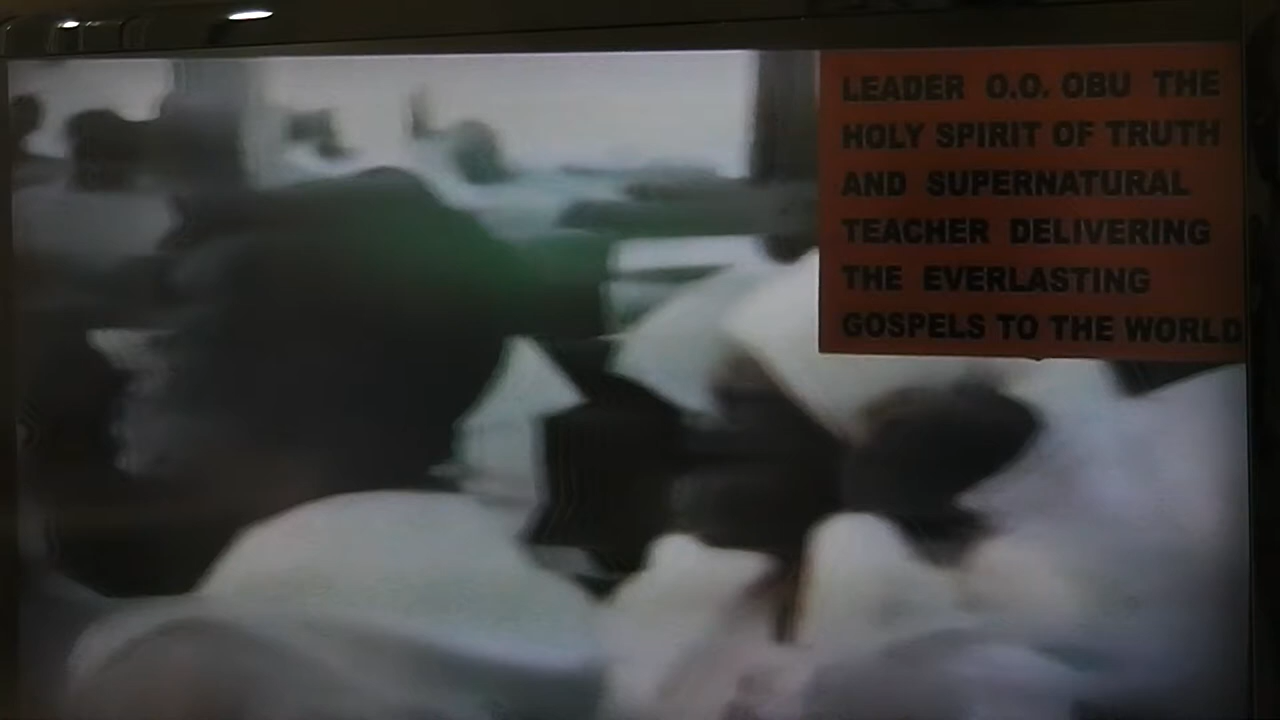 LEADER O.O. OBU THE
HOLY SPIRIT OF TRUTH
AND SUPERNATURAL
TEACHER DELIVERING
THE EVERLASTING
GOSPELS TO THE WORLD